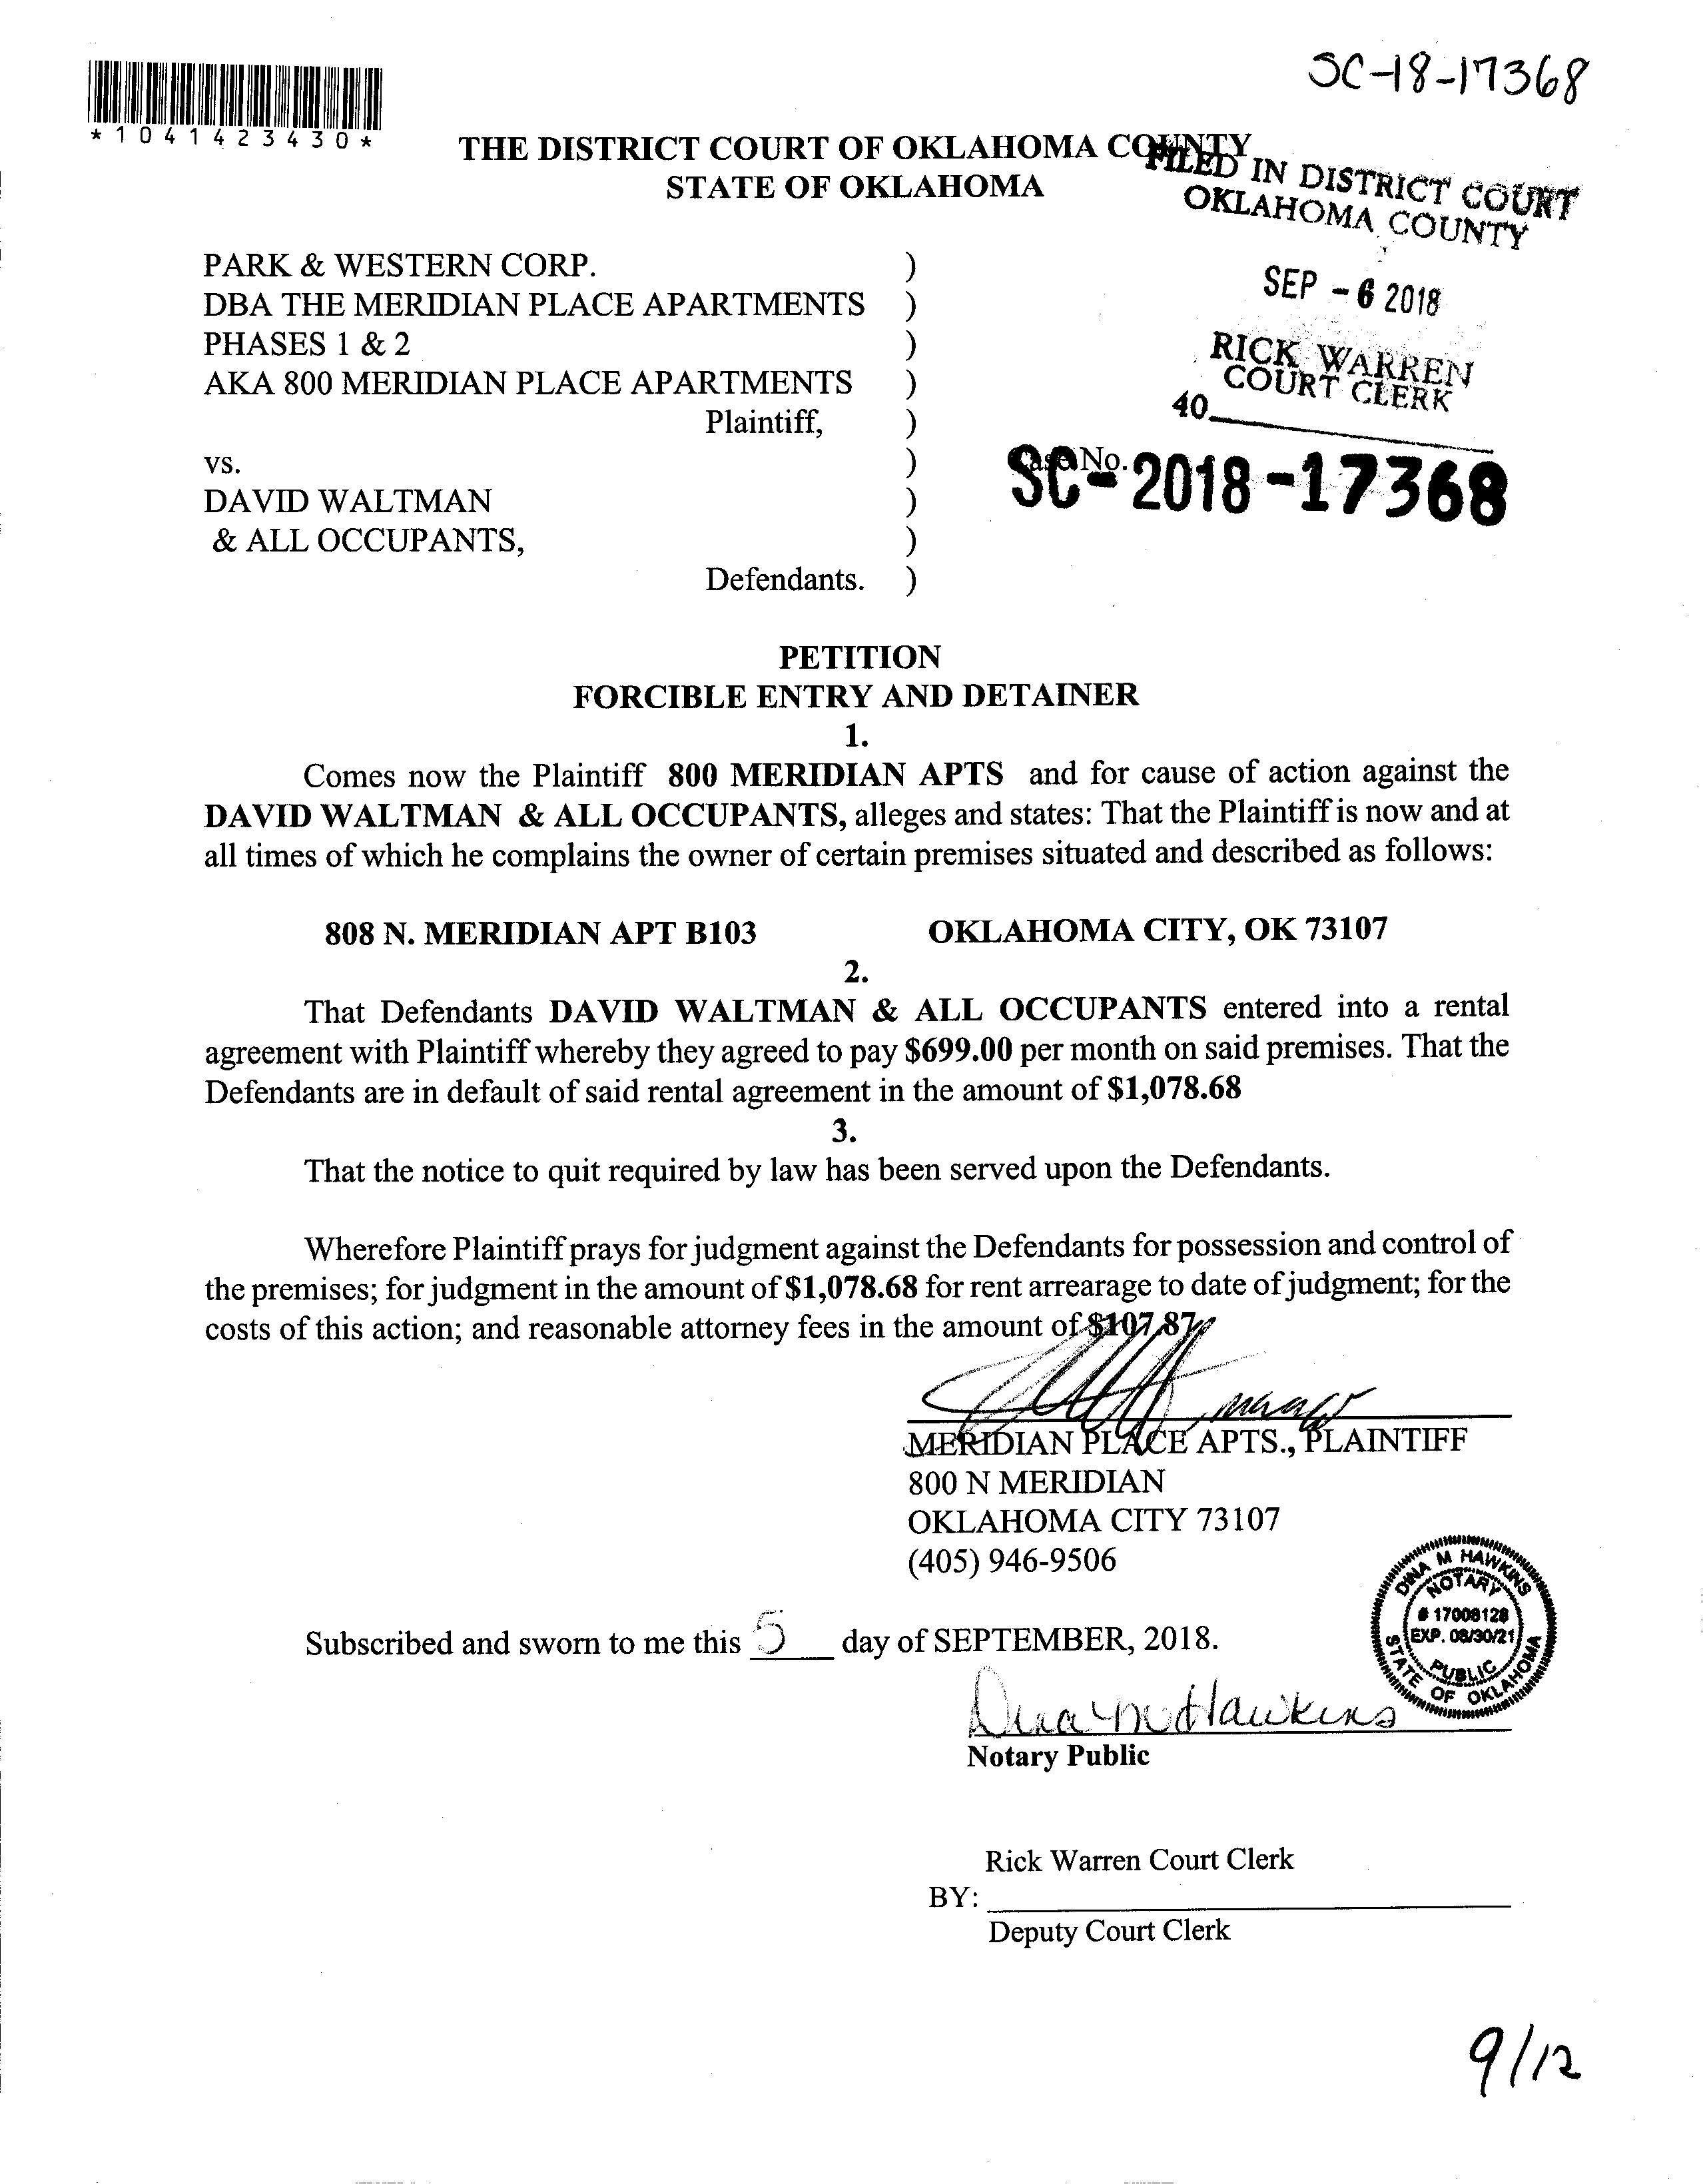 SC-18-17368
*1041423430*
THE DISTRICT COURT OF OKLAHOMA COUNTY
STATE OF OKLAHOMA
FILED IN DISTRICT COURT
OKLAHOMA COUNTY
SEP - 6 2018
RICK WARREN
COURT CLERK
40
PARK & WESTERN CORP. )
DBA THE MERIDIAN PLACE APARTMENTS )
PHASES 1 & 2 )
AKA 800 MERIDIAN PLACE APARTMENTS )
Plaintiff, )
vs. ) Case No.
SC-2018-17368
DAVID WALTMAN )
& ALL OCCUPANTS, )
Defendants. )
PETITION
FORCIBLE ENTRY AND DETAINER
1.
Comes now the Plaintiff 800 MERIDIAN APTS and for cause of action against the
DAVID WALTMAN & ALL OCCUPANTS, alleges and states: That the Plaintiff is now and at
all times of which he complains the owner of certain premises situated and described as follows:
808 N. MERIDIAN APT B103 OKLAHOMA CITY, OK 73107
2.
That Defendants DAVID WALTMAN & ALL OCCUPANTS entered into a rental
agreement with Plaintiff whereby they agreed to pay $699.00 per month on said premises. That the
Defendants are in default of said rental agreement in the amount of $1,078.68
3.
That the notice to quit required by law has been served upon the Defendants.
Wherefore Plaintiff prays for judgment against the Defendants for possession and control of
the premises; for judgment in the amount of $1,078.68 for rent arrearage to date of judgment; for the
costs of this action; and reasonable attorney fees in the amount of $107.87
MERIDIAN PLACE APTS., PLAINTIFF
800 N MERIDIAN
OKLAHOMA CITY 73107
(405) 946-9506
DINA M HAWKINS
NOTARY
# 17008128
EXP. 08/30/21
PUBLIC
STATE OF OKLAHOMA
Subscribed and sworn to me this 5 day of SEPTEMBER, 2018.
Dina M Hawkins
Notary Public
Rick Warren Court Clerk
BY:
Deputy Court Clerk
9/12